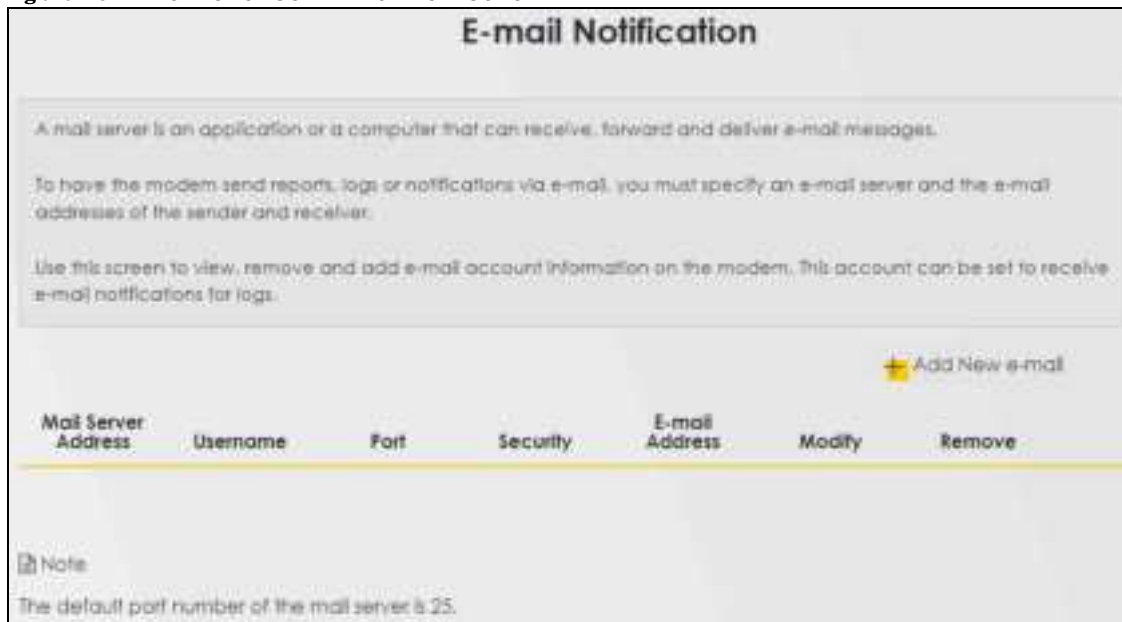 E-mail Notification
A mail server is an application or a computer that can receive, forward and deliver e-mail messages.
To have the modem send reports, logs or notifications via e-mail, you must specify an e-mail server and the e-mail
addresses of the sender and receiver.
Use this screen to view, remove and add e-mail account information on the modem. This account can be set to receive
e-mail notifications for logs.
Add New e-mail
Mail Server
Address Username Port Security E-mail
Address Modify Remove
Note
The default port number of the mail server is 25.